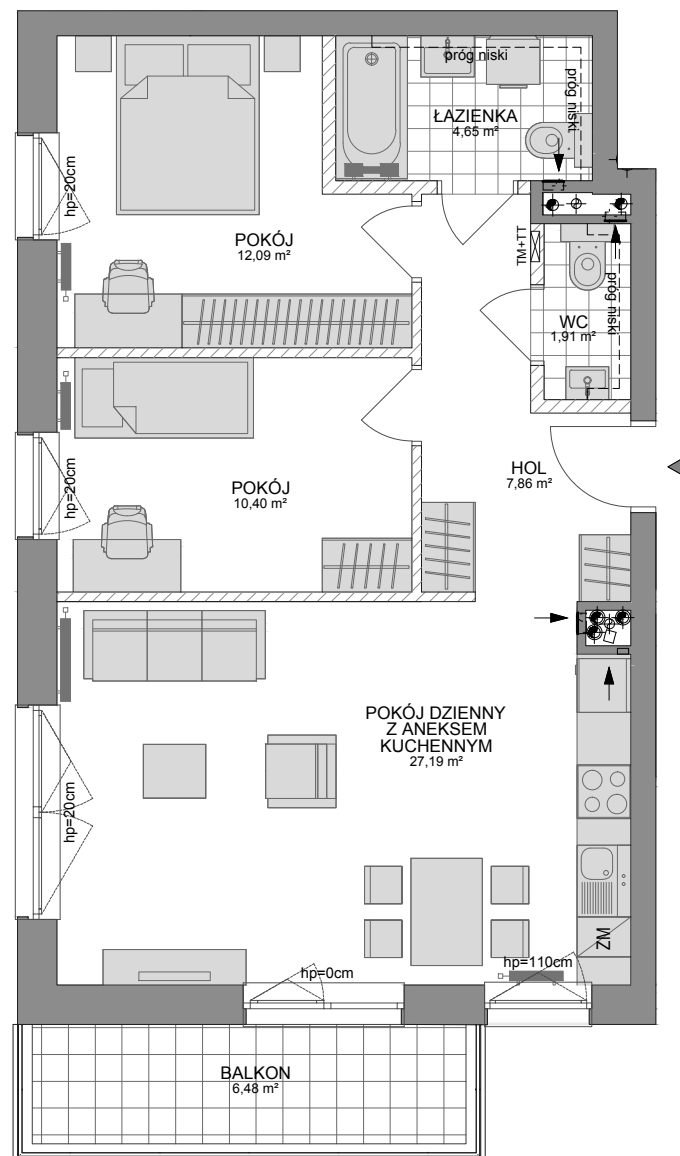 próg niski
ŁAZIENKA
4,65 m²
próg niski
hp=20cm
POKÓJ
12,09 m²
TM+TT
WC
1,91 m²
próg niski
hp=20cm
POKÓJ
10,40 m²
HOL
7,86 m²
POKÓJ DZIENNY
Z ANEKSEM
KUCHENNYM
27,19 m²
hp=20cm
ZM
hp=0cm
hp=110cm
BALKON
6,48 m²